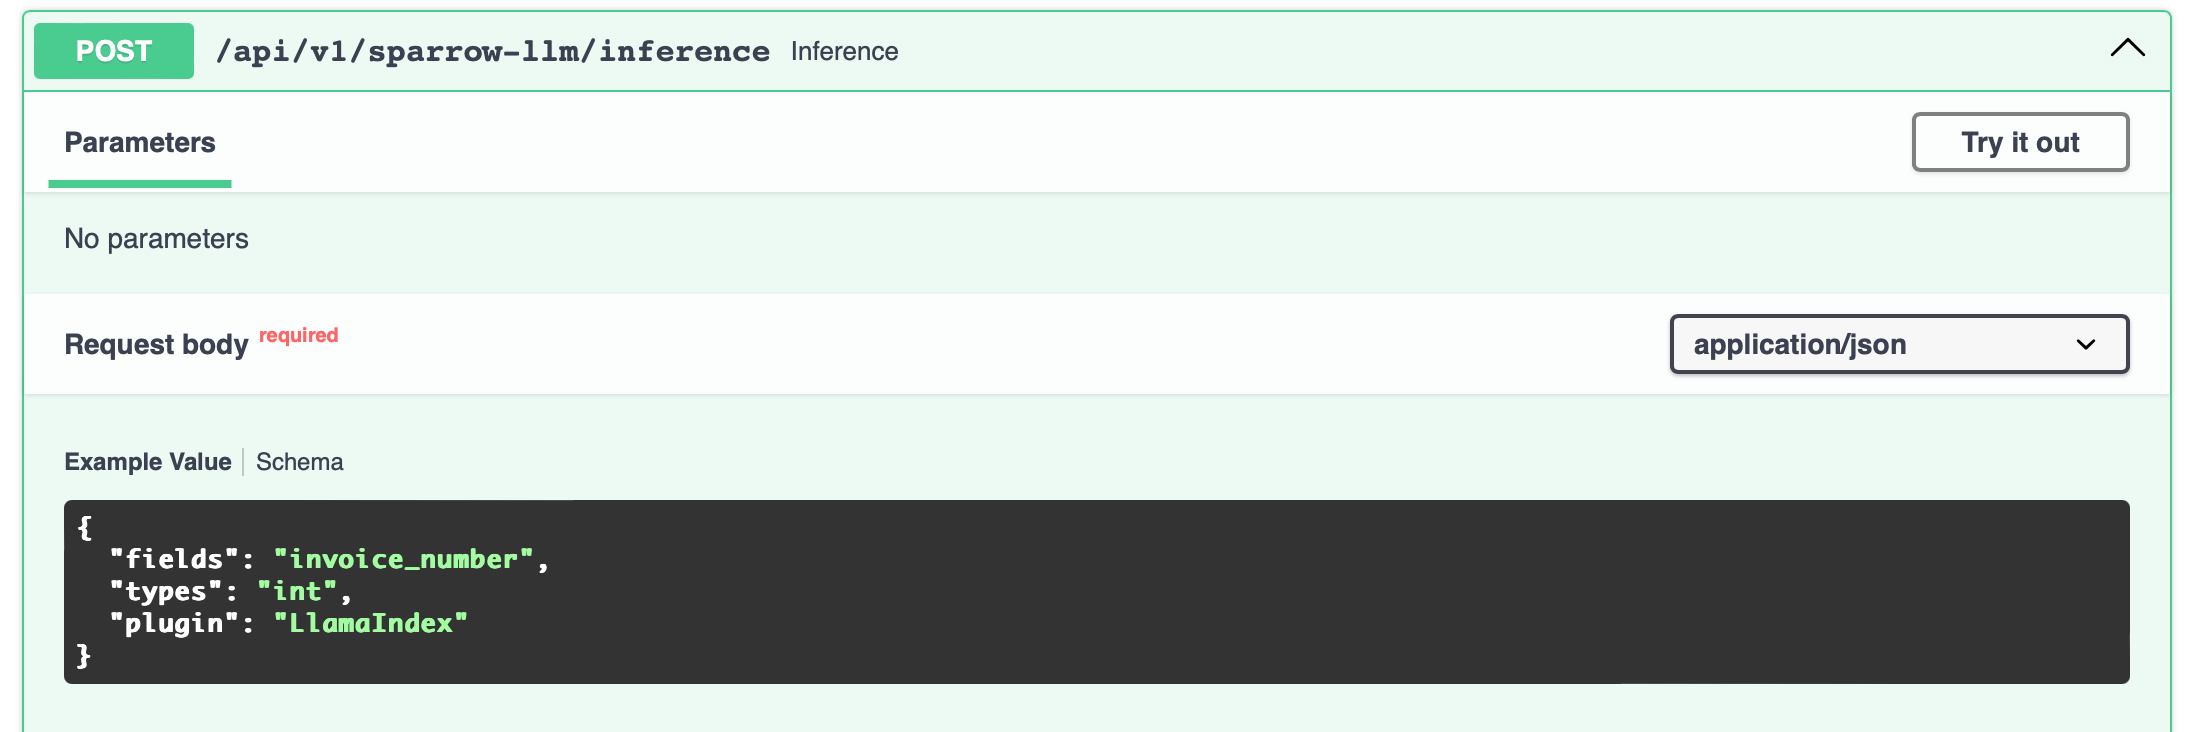 POST /api/v1/sparrow-llm/inference Inference
Parameters
Try it out
No parameters
Request body required
application/json
Example Value Schema
{
"fields": "invoice_number",
"types": "int",
"plugin": "LlamaIndex"
}